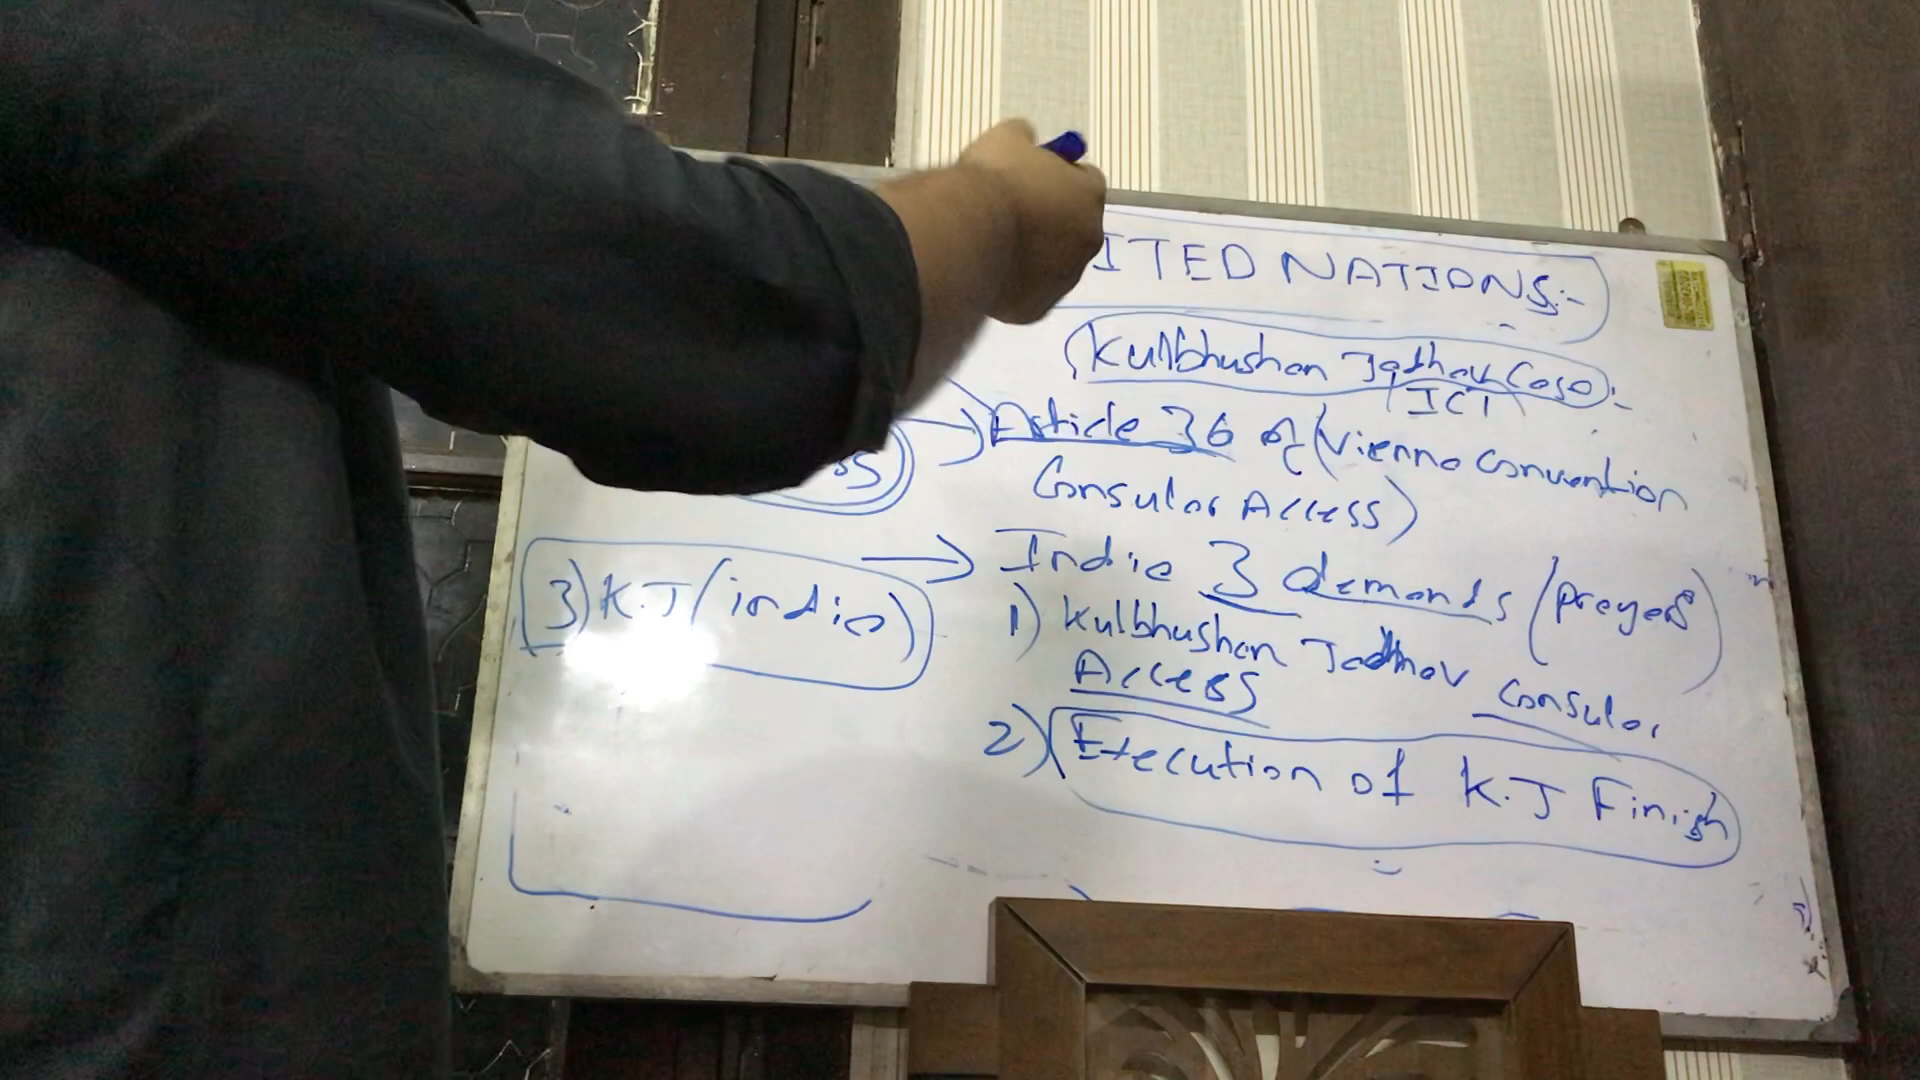 ITED NATIONS:-
(Kulbhushan Jadhav Case):-
ICJ
→ Article 36 of (Vienna Convention
Consular Access)
3) K.J (india)
→ India 3 demands (prayers)
1) Kulbhushan Jadhav Consular
Access
2) Execution of K.J Finish